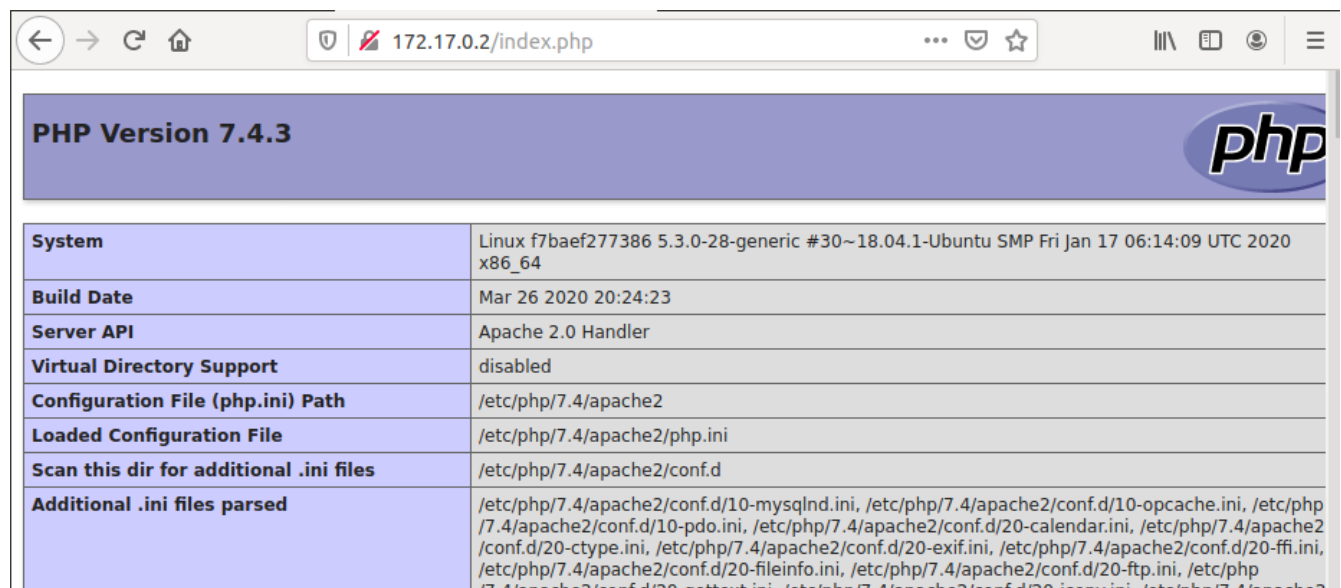 172.17.0.2/index.php
PHP Version 7.4.3
php
System
Linux f7baef277386 5.3.0-28-generic #30~18.04.1-Ubuntu SMP Fri Jan 17 06:14:09 UTC 2020
x86_64
Build Date
Mar 26 2020 20:24:23
Server API
Apache 2.0 Handler
Virtual Directory Support
disabled
Configuration File (php.ini) Path
/etc/php/7.4/apache2
Loaded Configuration File
/etc/php/7.4/apache2/php.ini
Scan this dir for additional .ini files
/etc/php/7.4/apache2/conf.d
Additional .ini files parsed
/etc/php/7.4/apache2/conf.d/10-mysqlnd.ini, /etc/php/7.4/apache2/conf.d/10-opcache.ini, /etc/php
/7.4/apache2/conf.d/10-pdo.ini, /etc/php/7.4/apache2/conf.d/20-calendar.ini, /etc/php/7.4/apache2
/conf.d/20-ctype.ini, /etc/php/7.4/apache2/conf.d/20-exif.ini, /etc/php/7.4/apache2/conf.d/20-ffi.ini,
/etc/php/7.4/apache2/conf.d/20-fileinfo.ini, /etc/php/7.4/apache2/conf.d/20-ftp.ini, /etc/php